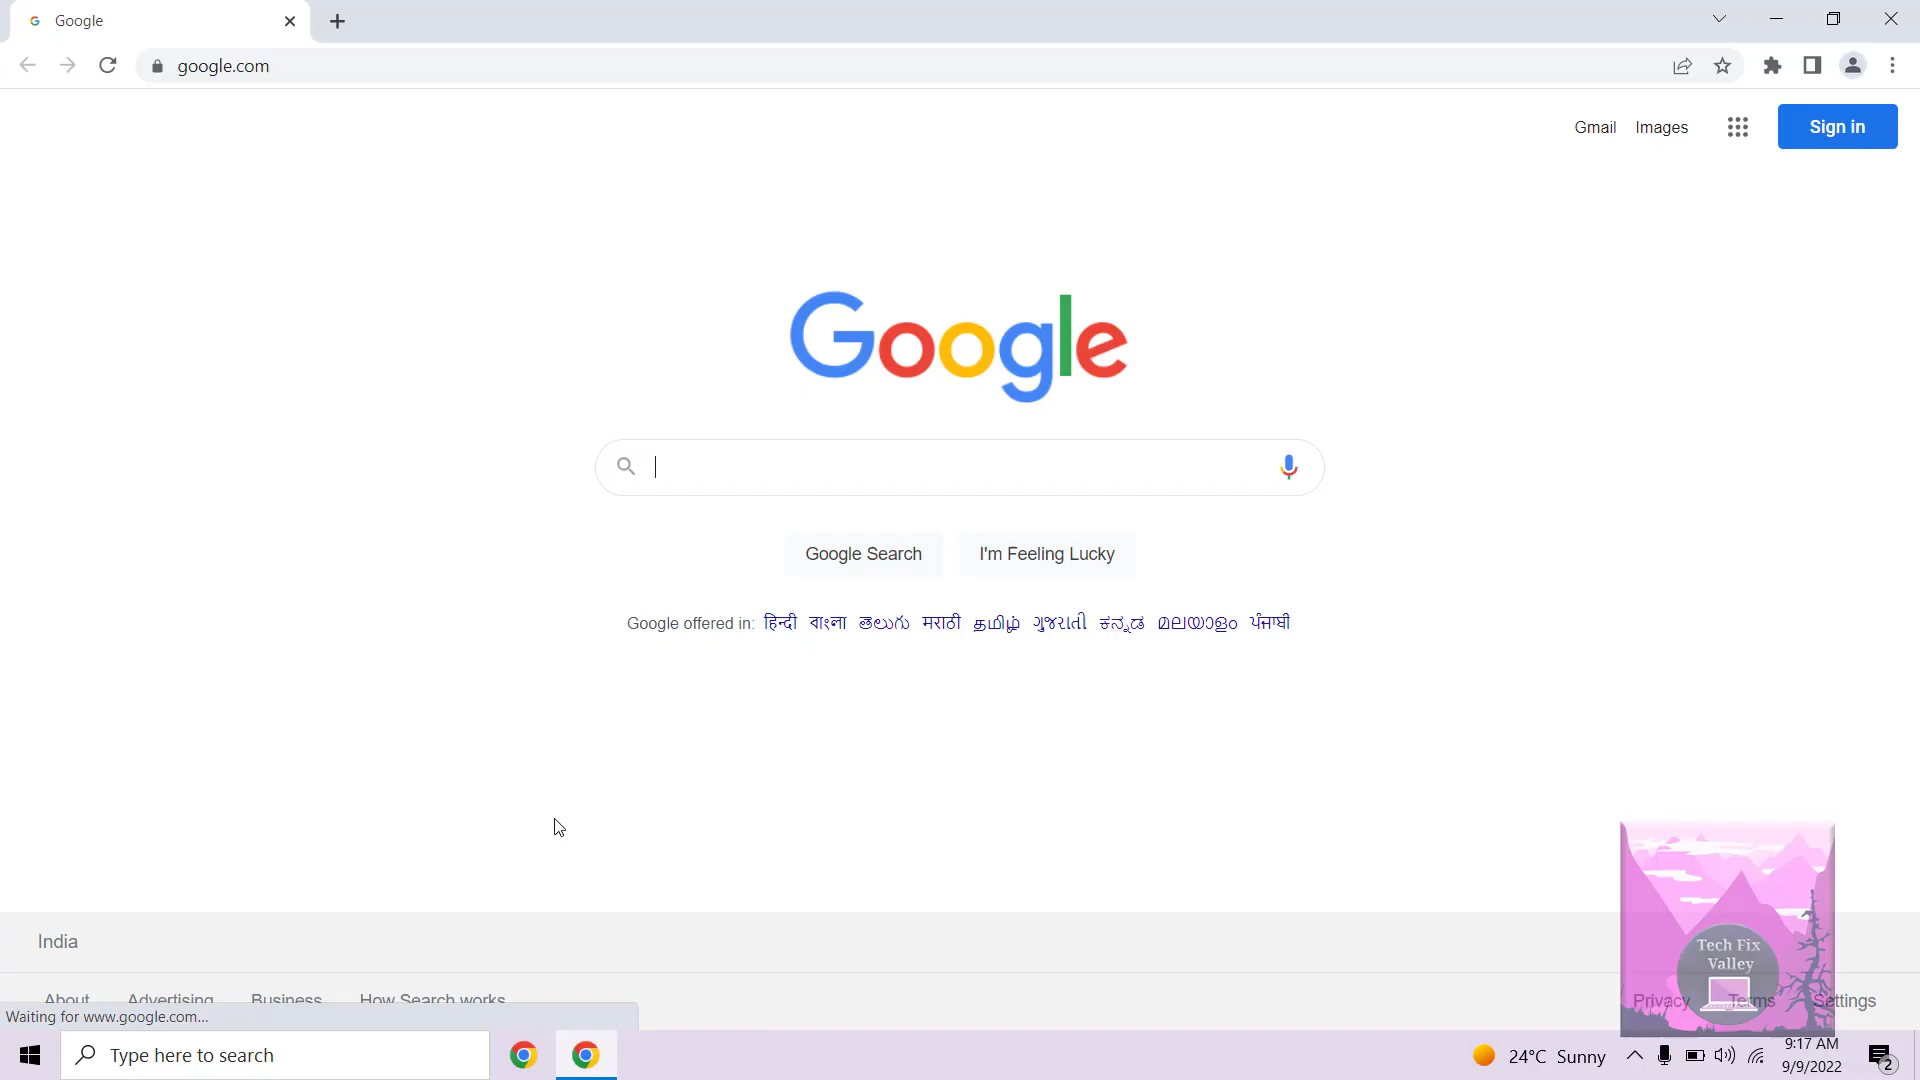 Google
google.com
Gmail Images Sign in
Google
Google Search I'm Feeling Lucky
Google offered in: हिन्दी বাংলা తెలుగు मराठी தமிழ் ગુજરાતી ಕನ್ನಡ മലയാളം ਪੰਜਾਬੀ
India
Tech Fix
Valley
About Advertising Business How Search works
Privacy Terms Settings
Waiting for www.google.com...
Type here to search
24°C Sunny
9:17 AM
9/9/2022
2